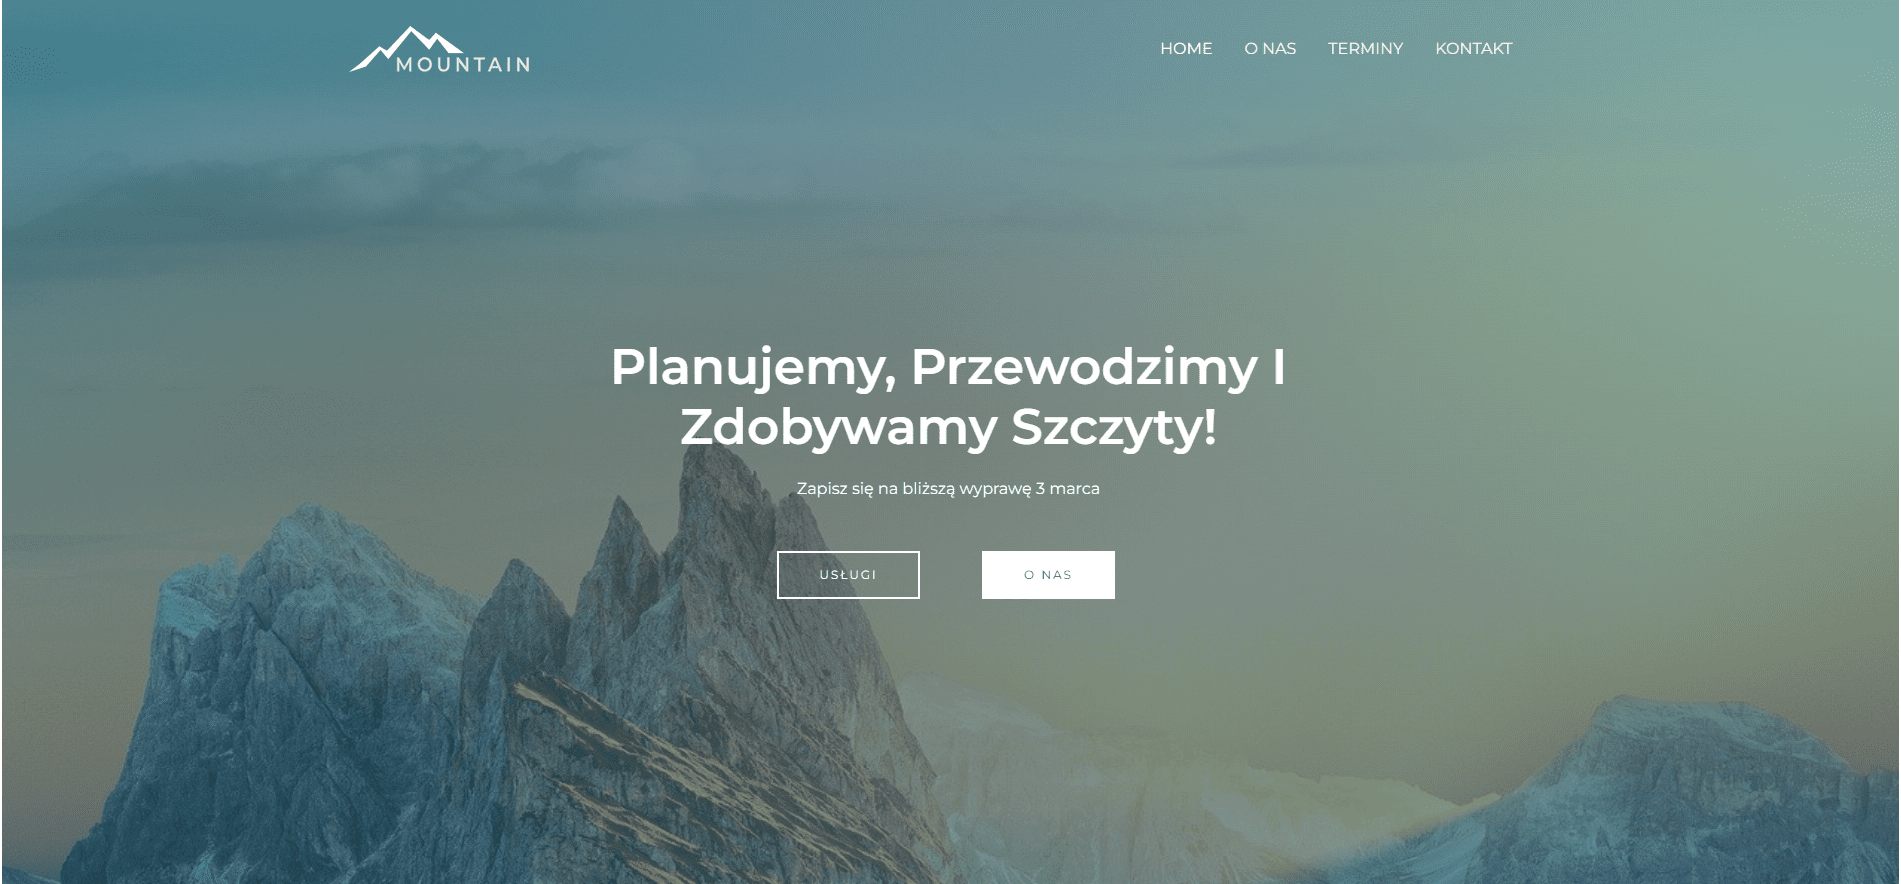 MOUNTAIN
HOME O NAS TERMINY KONTAKT
Planujemy, Przewodzimy I
Zdobywamy Szczyty!
Zapisz się na bliższą wyprawę 3 marca
USŁUGI O NAS